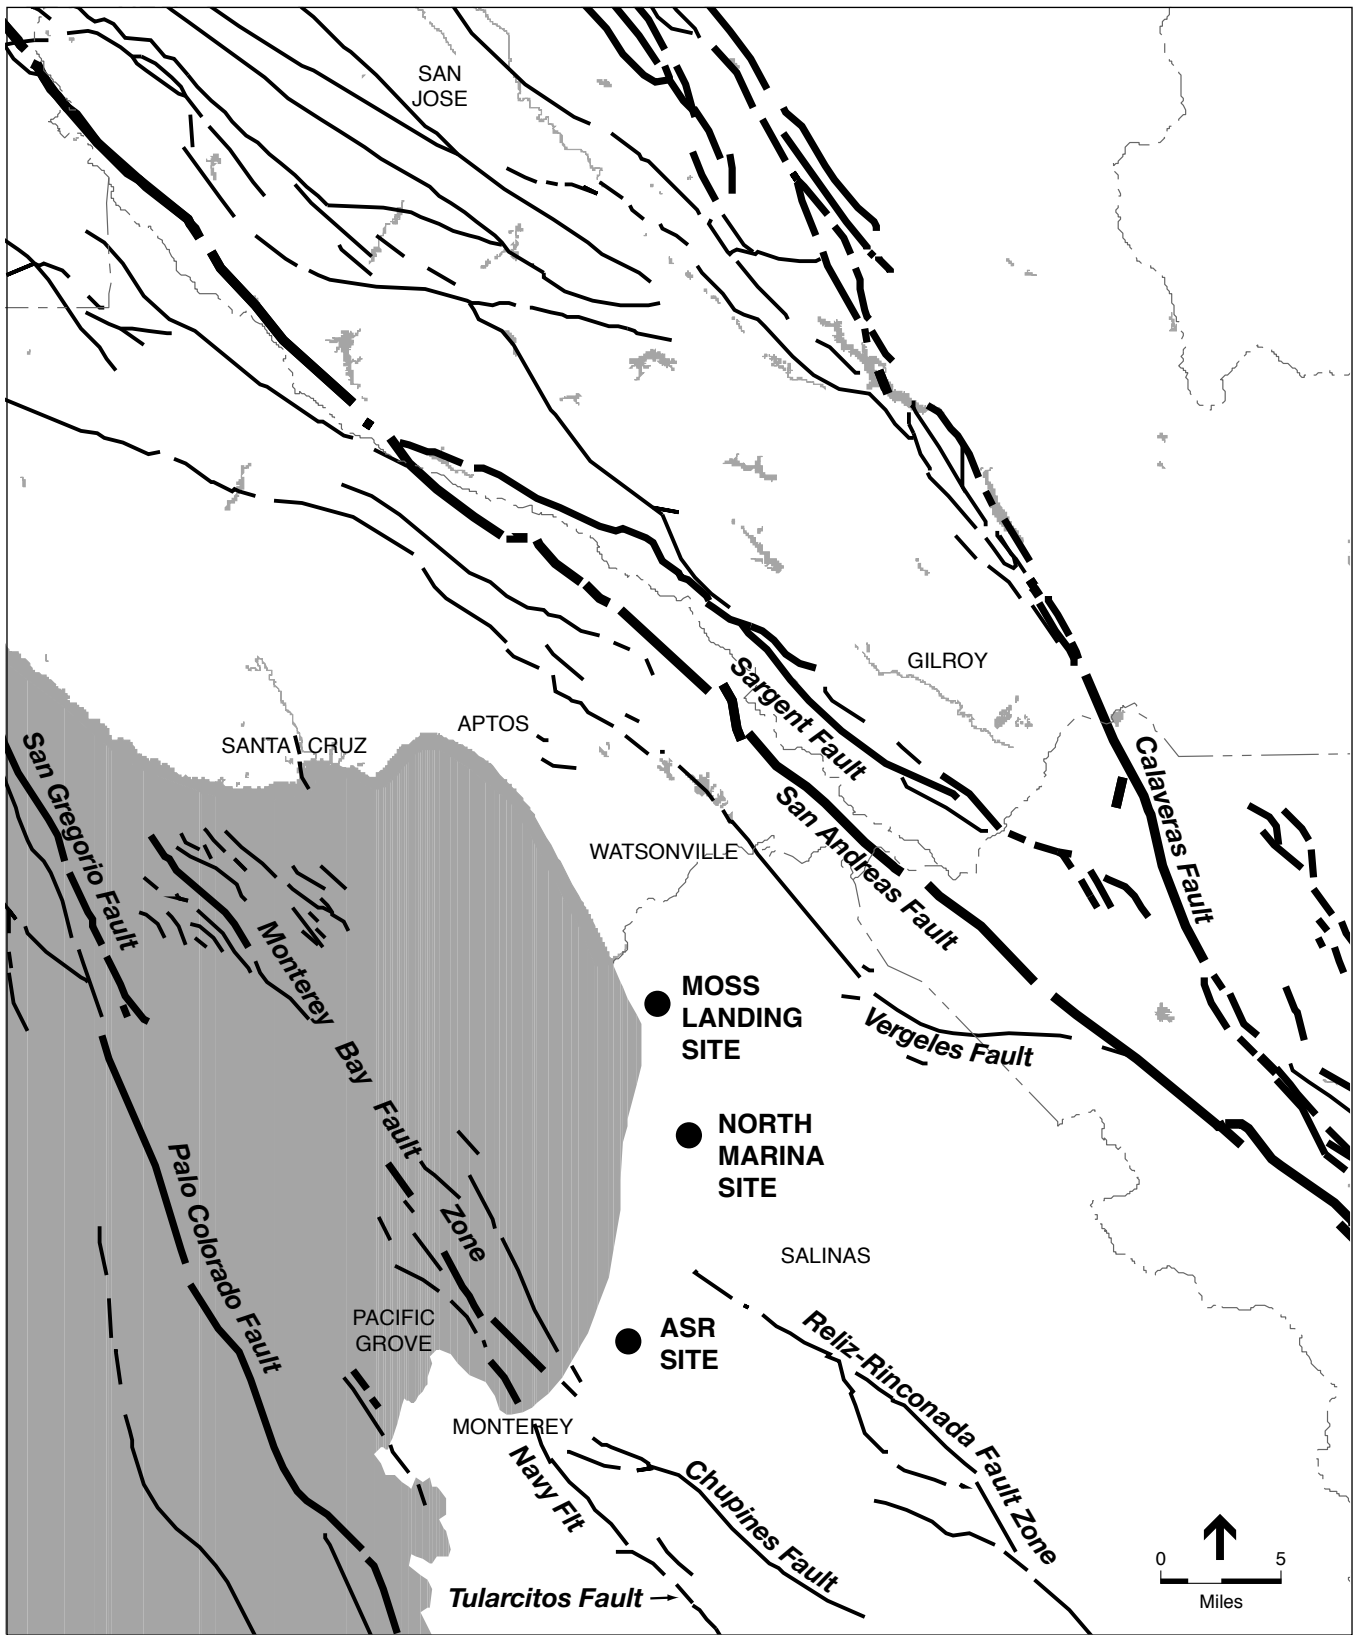 SAN
JOSE
GILROY
Sargent Fault
APTOS
SANTA CRUZ
San Gregorio Fault
Calaveras Fault
San Andreas Fault
WATSONVILLE
Monterey Bay Fault Zone
MOSS
LANDING
SITE
Vergeles Fault
NORTH
MARINA
SITE
Palo Colorado Fault
SALINAS
PACIFIC
GROVE
ASR
SITE
Reliz-Rinconada Fault Zone
MONTEREY
Navy Flt
Chupines Fault
Tularcitos Fault
0 5
Miles